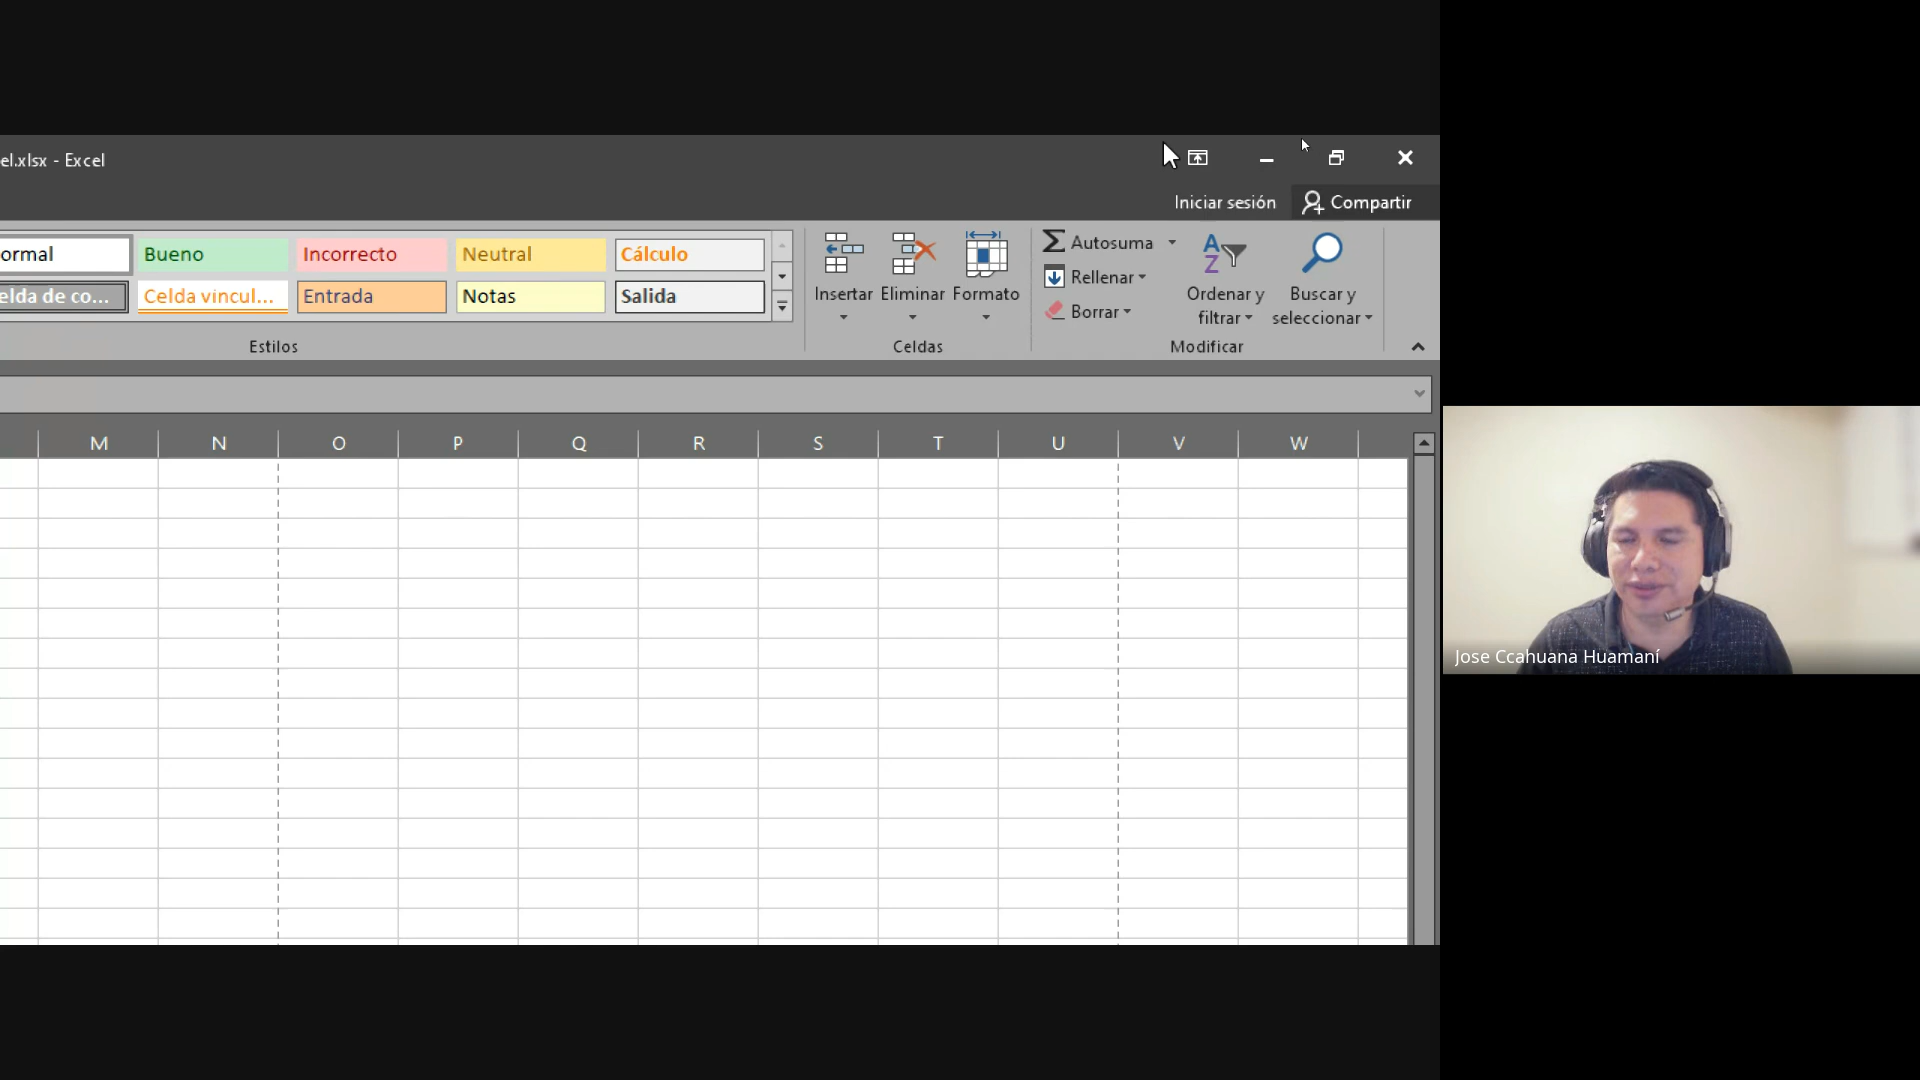 el.xlsx - Excel
Iniciar sesión
Compartir
ormal
Bueno
Incorrecto
Neutral
Cálculo
elda de co...
Celda vincul...
Entrada
Notas
Salida
Estilos
Insertar
Eliminar
Formato
Celdas
Autosuma
Rellenar
Borrar
A
Z
Ordenar y
filtrar
Buscar y
seleccionar
Modificar
M N O P Q R S T U V W
Jose Ccahuana Huamaní